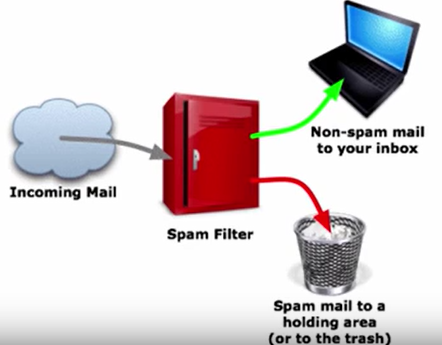 Non-spam mail
to your inbox
Incoming Mail
Spam Filter
Spam mail to a
holding area
(or to the trash)